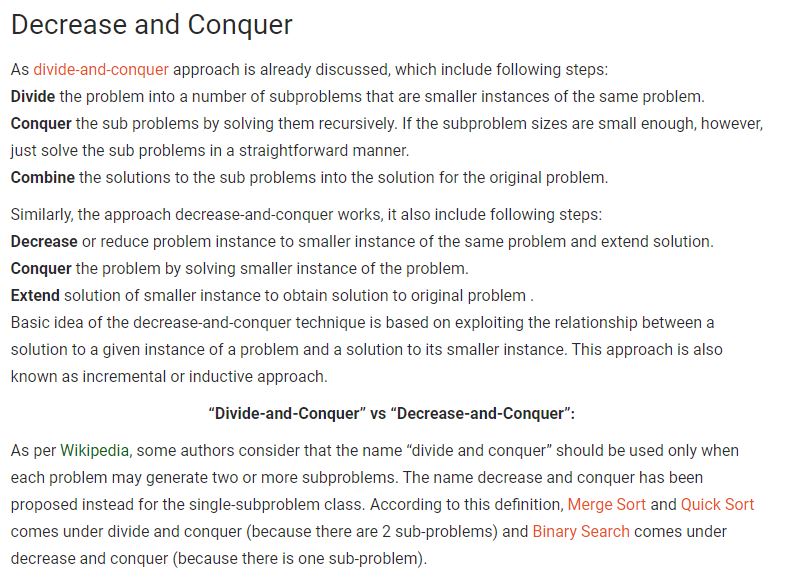 Decrease and Conquer
As divide-and-conquer approach is already discussed, which include following steps:
Divide the problem into a number of subproblems that are smaller instances of the same problem.
Conquer the sub problems by solving them recursively. If the subproblem sizes are small enough, however,
just solve the sub problems in a straightforward manner.
Combine the solutions to the sub problems into the solution for the original problem.
Similarly, the approach decrease-and-conquer works, it also include following steps:
Decrease or reduce problem instance to smaller instance of the same problem and extend solution.
Conquer the problem by solving smaller instance of the problem.
Extend solution of smaller instance to obtain solution to original problem .
Basic idea of the decrease-and-conquer technique is based on exploiting the relationship between a
solution to a given instance of a problem and a solution to its smaller instance. This approach is also
known as incremental or inductive approach.
“Divide-and-Conquer” vs “Decrease-and-Conquer”:
As per Wikipedia, some authors consider that the name “divide and conquer” should be used only when
each problem may generate two or more subproblems. The name decrease and conquer has been
proposed instead for the single-subproblem class. According to this definition, Merge Sort and Quick Sort
comes under divide and conquer (because there are 2 sub-problems) and Binary Search comes under
decrease and conquer (because there is one sub-problem).